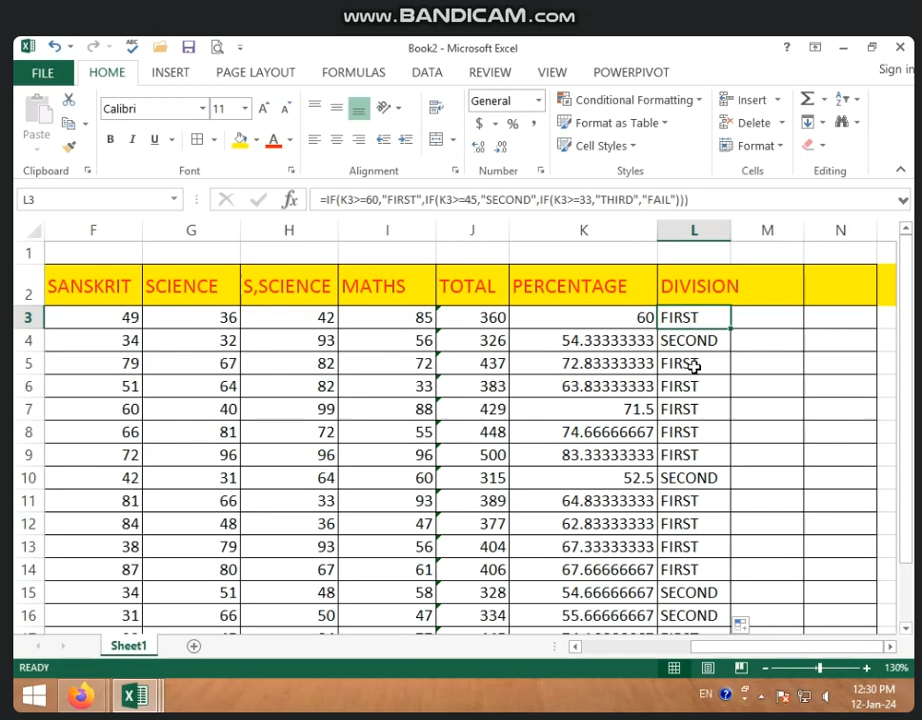 www.BANDICAM.com
Book2 - Microsoft Excel
FILE HOME INSERT PAGE LAYOUT FORMULAS DATA REVIEW VIEW POWERPIVOT Sign in
Paste Calibri 11 General Conditional Formatting Insert
Format as Table Delete
Cell Styles Format
Clipboard Font Alignment Number Styles Cells Editing
L3 =IF(K3>=60,"FIRST",IF(K3>=45,"SECOND",IF(K3>=33,"THIRD","FAIL")))
F G H I J K L M N
1
2 SANSKRIT SCIENCE S,SCIENCE MATHS TOTAL PERCENTAGE DIVISION
3 49 36 42 85 360 60 FIRST
4 34 32 93 56 326 54.33333333 SECOND
5 79 67 82 72 437 72.83333333 FIRST
6 51 64 82 33 383 63.83333333 FIRST
7 60 40 99 88 429 71.5 FIRST
8 66 81 72 55 448 74.66666667 FIRST
9 72 96 96 96 500 83.33333333 FIRST
10 42 31 64 60 315 52.5 SECOND
11 81 66 33 93 389 64.83333333 FIRST
12 84 48 36 47 377 62.83333333 FIRST
13 38 79 93 56 404 67.33333333 FIRST
14 87 80 67 61 406 67.66666667 FIRST
15 34 51 48 58 328 54.66666667 SECOND
16 31 66 50 47 334 55.66666667 SECOND
Sheet1
READY 130%
EN 12:30 PM
12-Jan-24